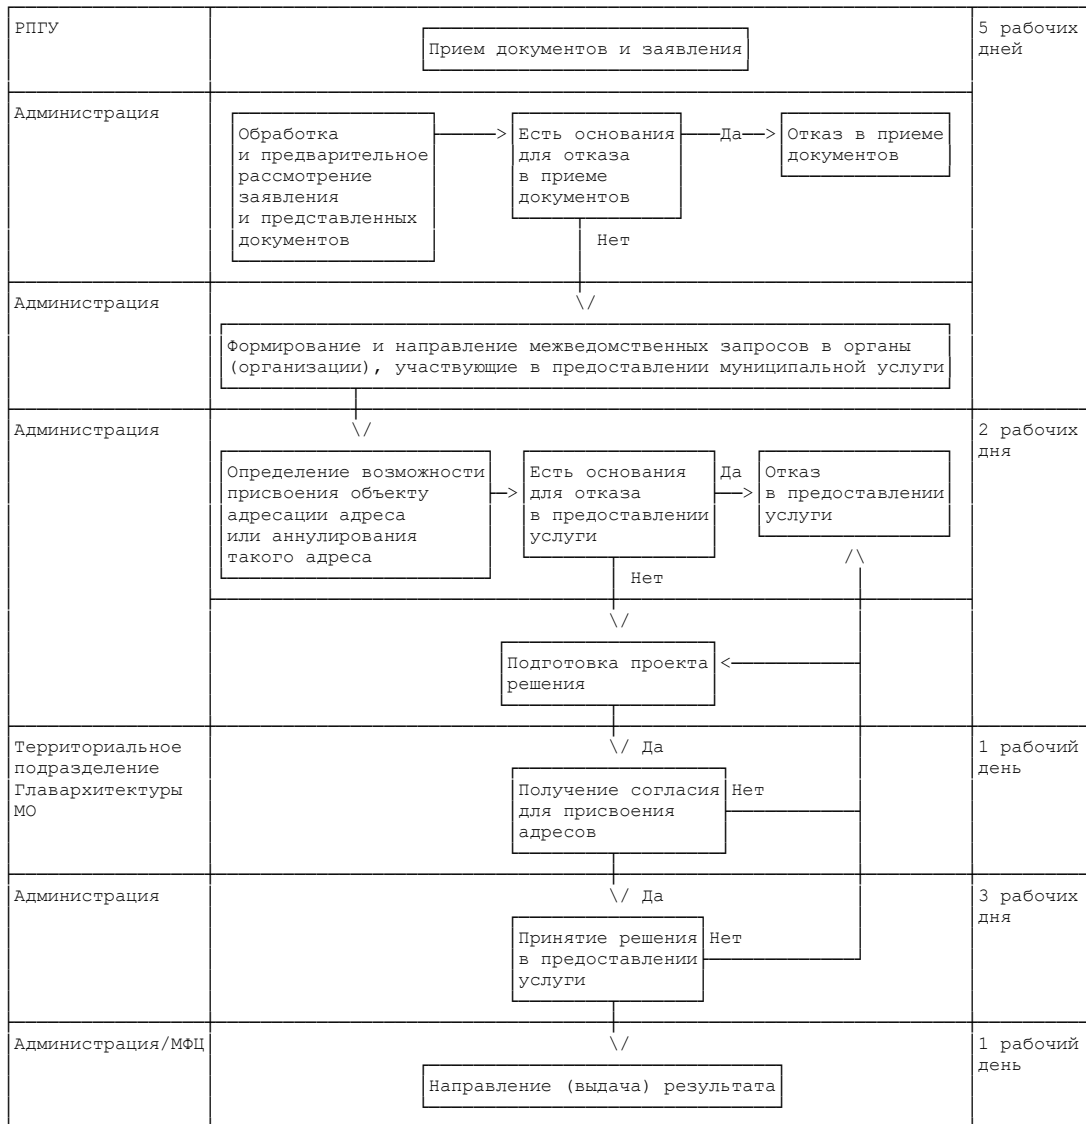 РПГУ
Прием документов и заявления
5 рабочих
дней
Администрация
Обработка
и предварительное
рассмотрение
заявления
и представленных
документов
Есть основания
для отказа
в приеме
документов
Да
Отказ в приеме
документов
Нет
Администрация
Формирование и направление межведомственных запросов в органы
(организации), участвующие в предоставлении муниципальной услуги
Администрация
2 рабочих
дня
Определение возможности
присвоения объекту
адресации адреса
или аннулирования
такого адреса
Есть основания
для отказа
в предоставлении
услуги
Да
Отказ
в предоставлении
услуги
Нет
Подготовка проекта
решения
Территориальное
подразделение
Главархитектуры
МО
Да
Получение согласия
для присвоения
адресов
Нет
1 рабочий
день
Администрация
Да
Принятие решения
в предоставлении
услуги
Нет
3 рабочих
дня
Администрация/МФЦ
Направление (выдача) результата
1 рабочий
день